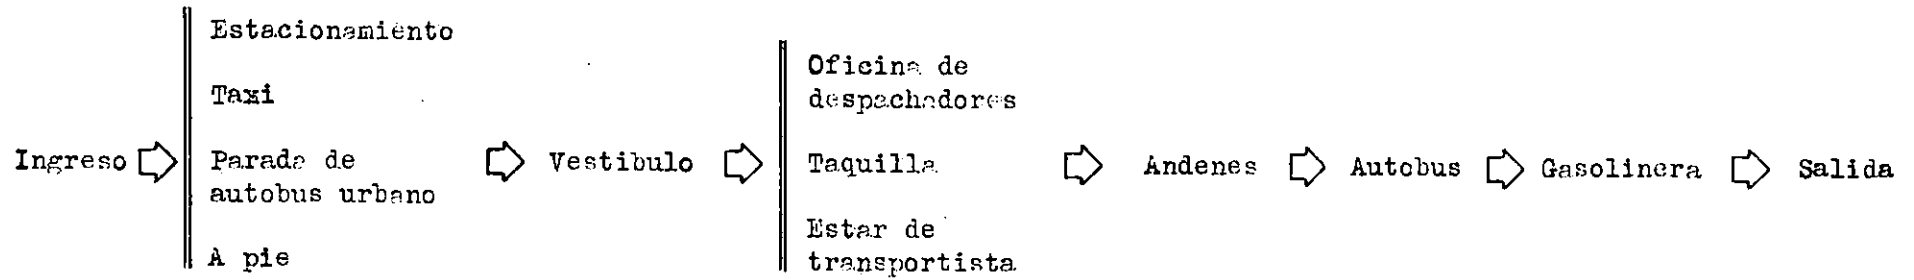 Ingreso
Estacionamiento
Taxi
Parada de
autobus urbano
A pie
Vestibulo
Oficina de
despachadores
Taquilla
Estar de
transportista
Andenes
Autobus
Gasolinera
Salida